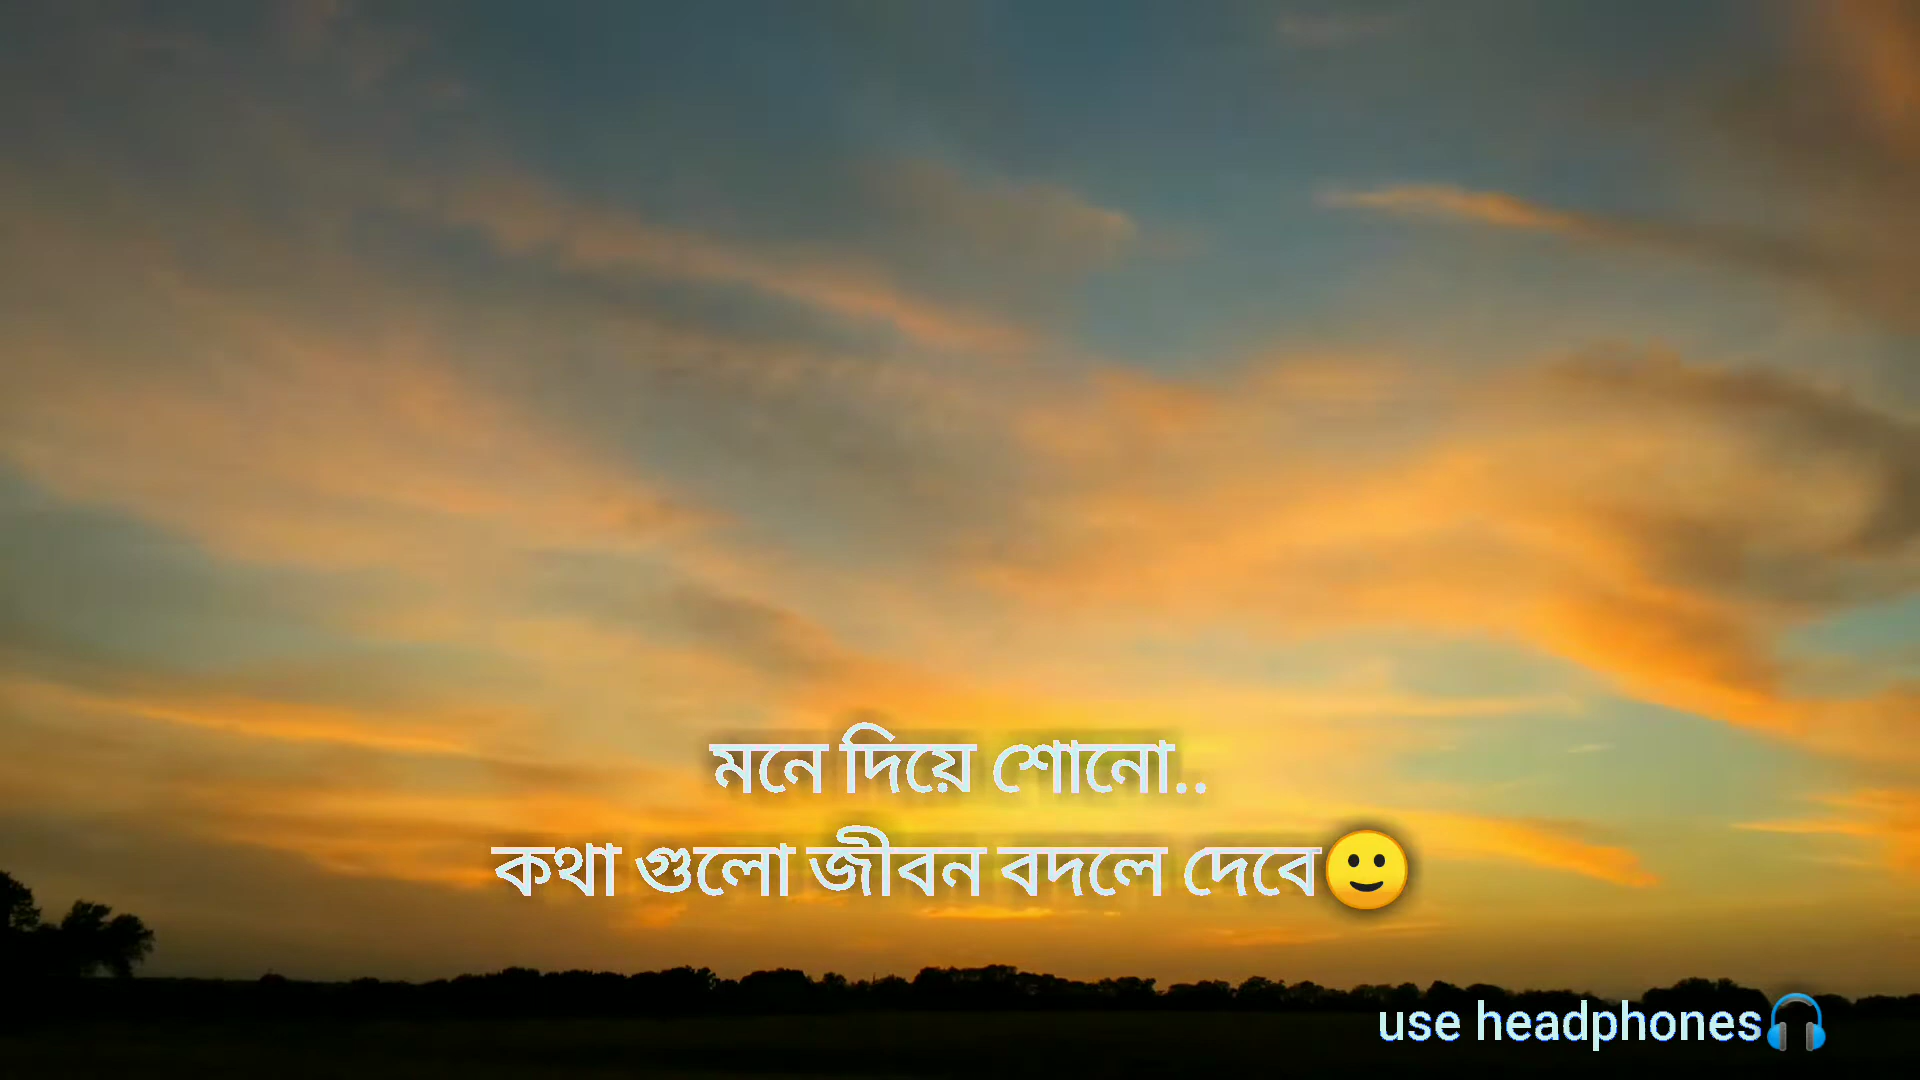 মনে দিয়ে শোনো..
কথা গুলো জীবন বদলে দেবে🙂
use headphones🎧